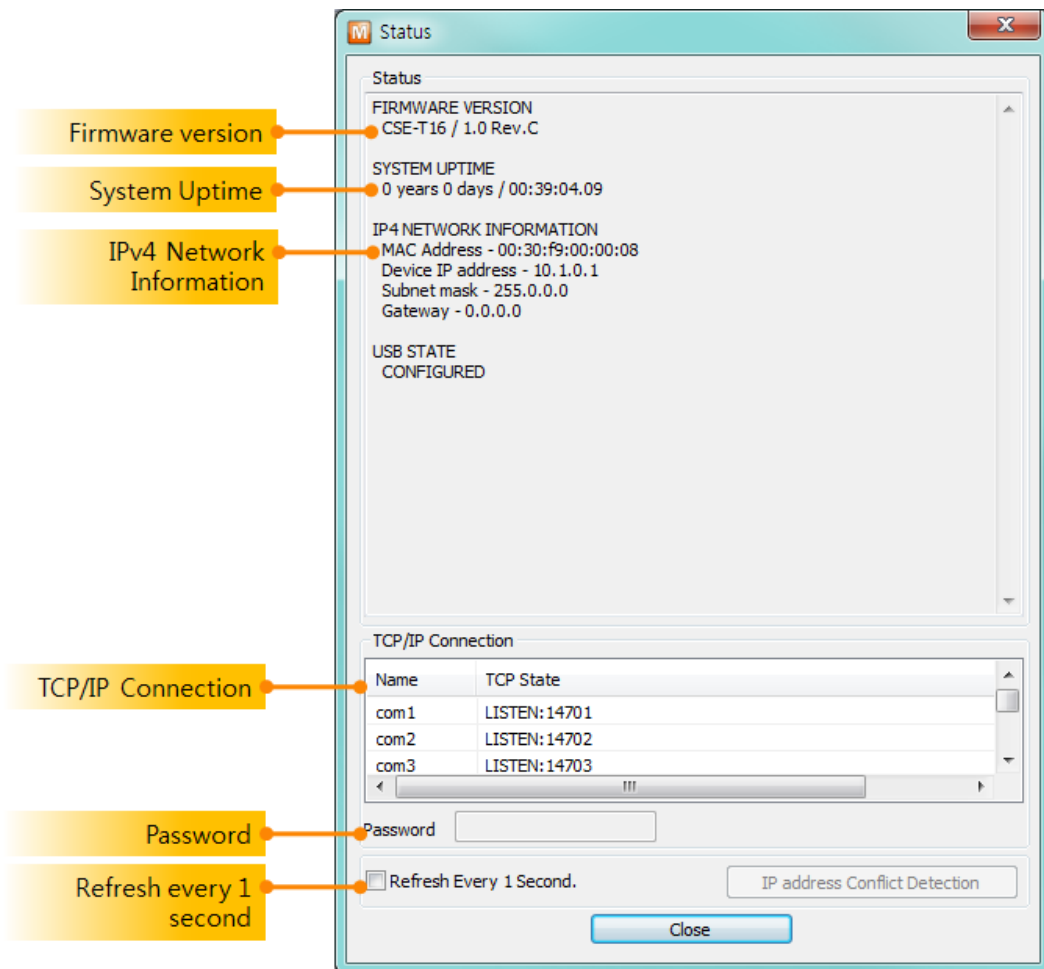 M Status
X
Status
FIRMWARE VERSION
CSE-T16 / 1.0 Rev.C
SYSTEM UPTIME
0 years 0 days / 00:39:04.09
IP4 NETWORK INFORMATION
MAC Address - 00:30:f9:00:00:08
Device IP address - 10.1.0.1
Subnet mask - 255.0.0.0
Gateway - 0.0.0.0
USB STATE
CONFIGURED
TCP/IP Connection
Name TCP State
com1 LISTEN:14701
com2 LISTEN:14702
com3 LISTEN:14703
Password
Refresh Every 1 Second.
IP address Conflict Detection
Close
Firmware version
System Uptime
IPv4 Network
Information
TCP/IP Connection
Password
Refresh every 1
second